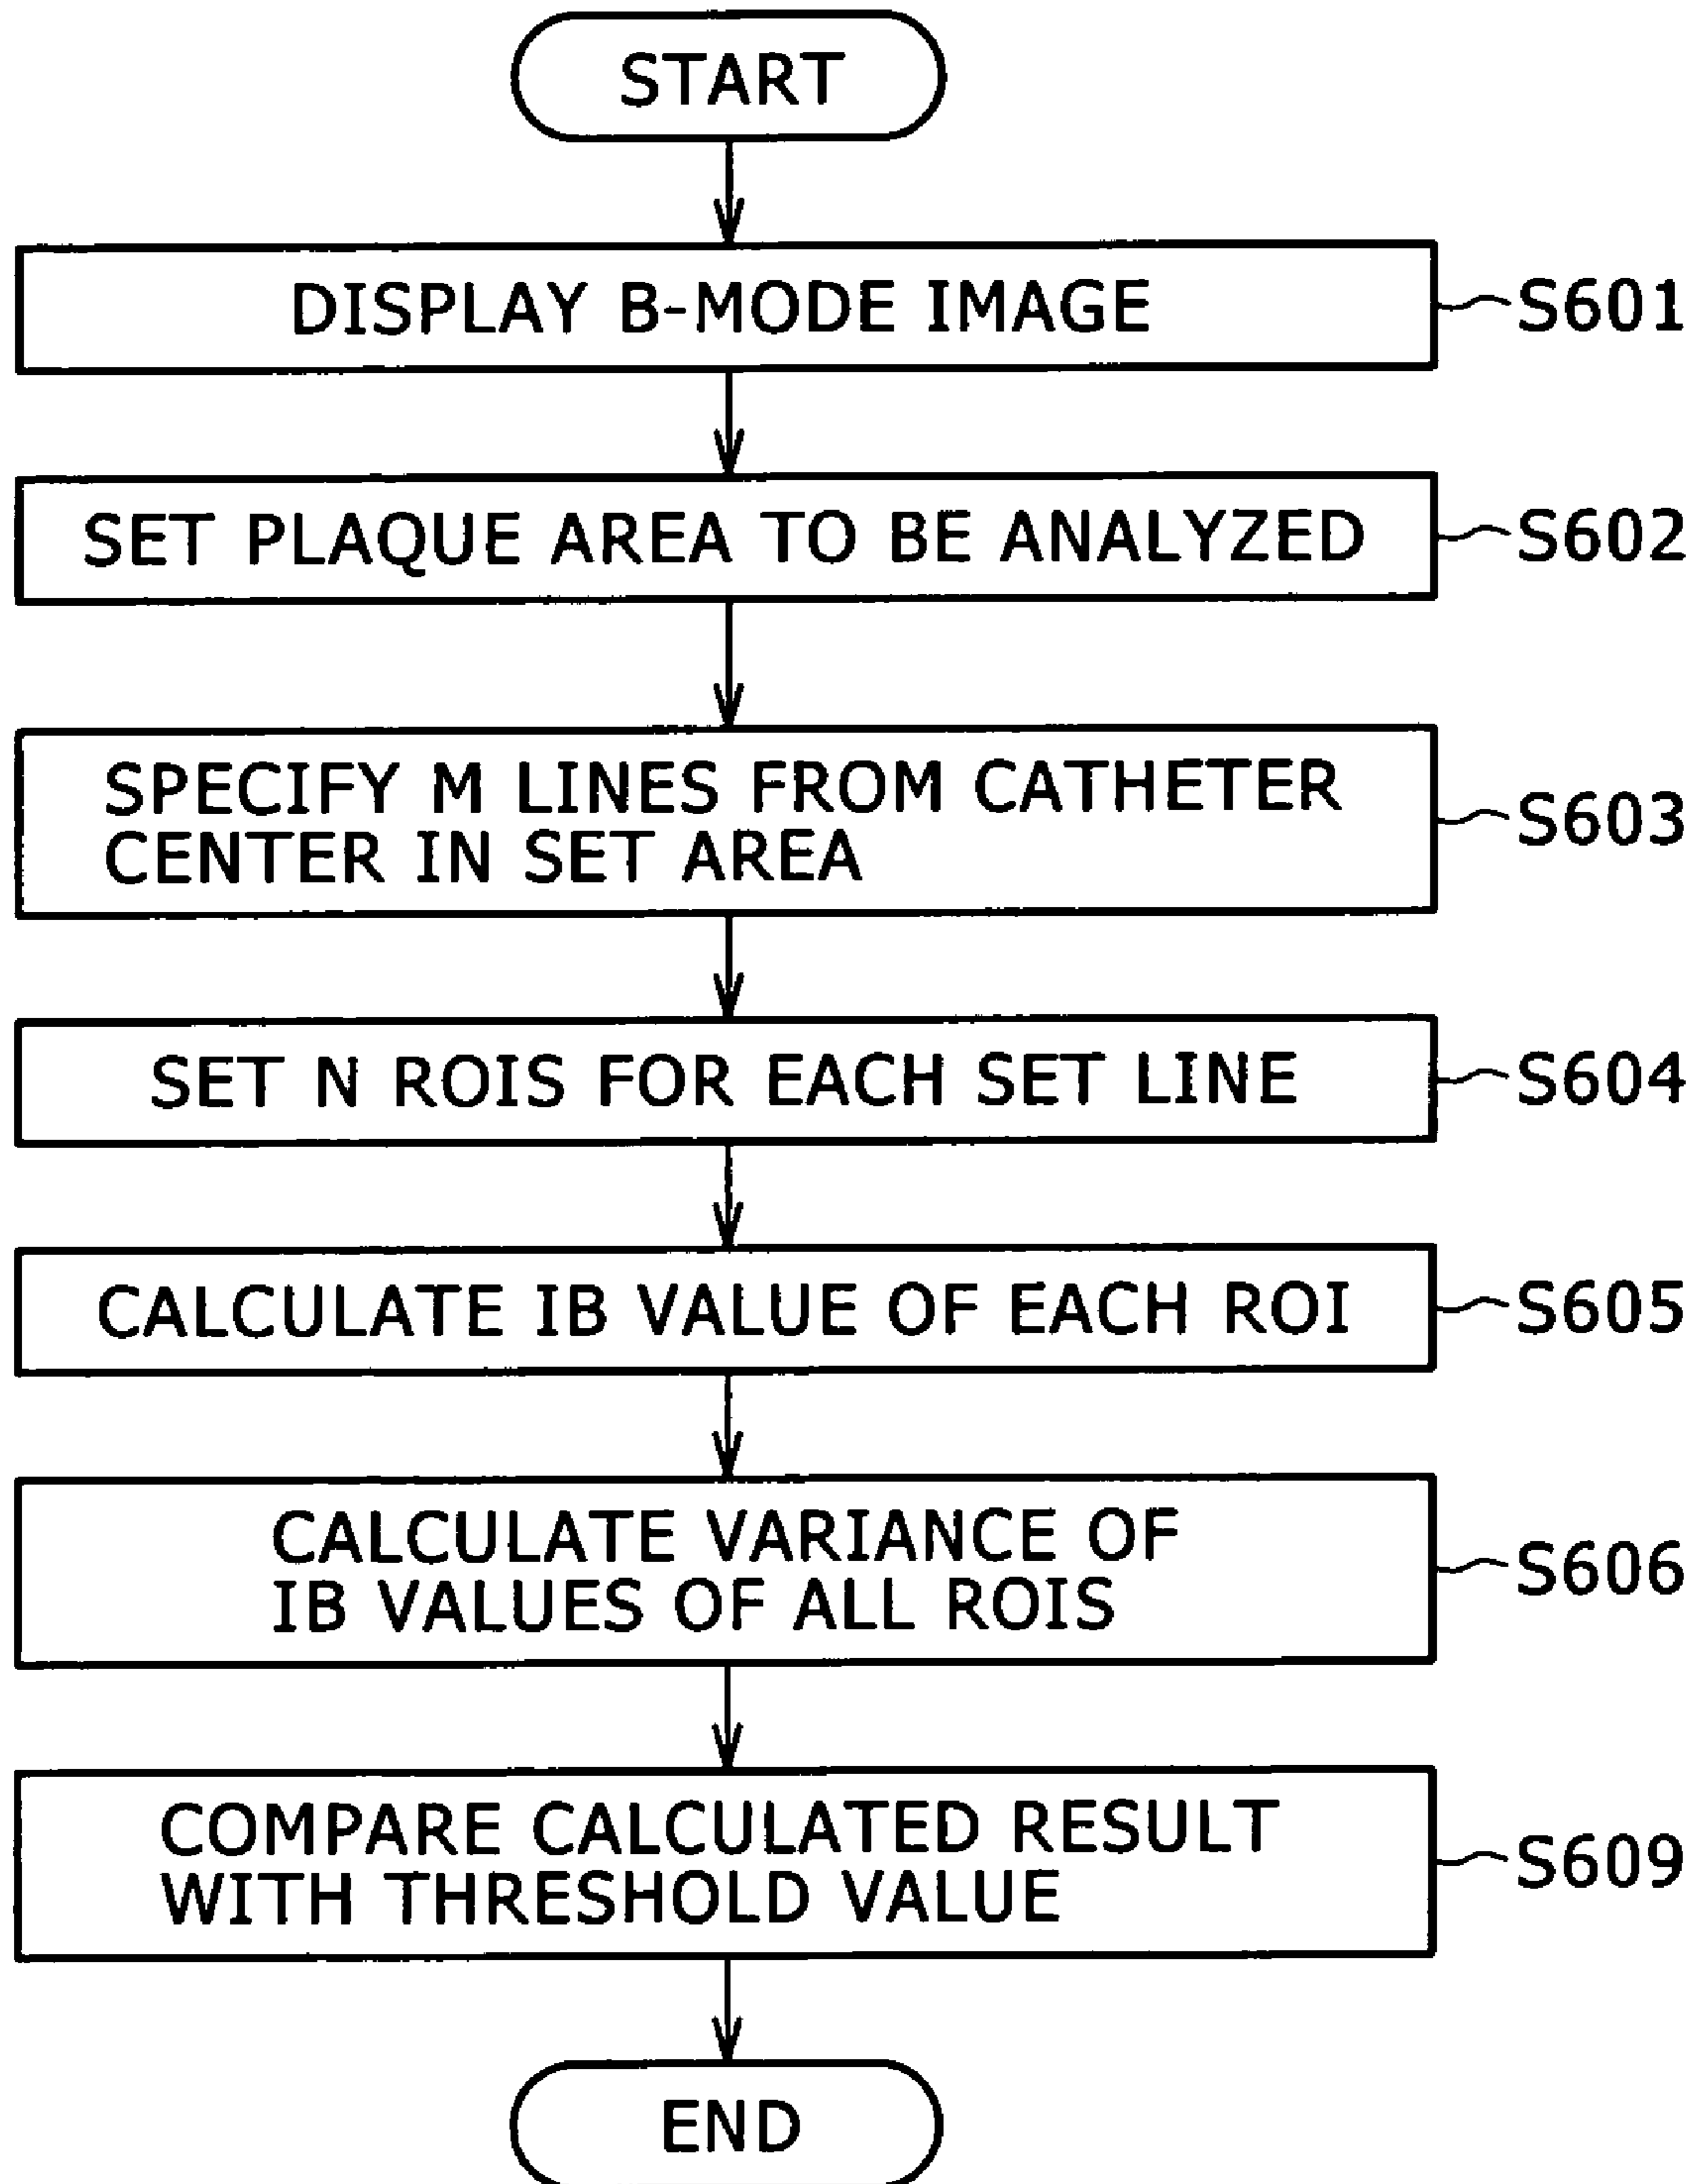 START
DISPLAY B-MODE IMAGE
S601
SET PLAQUE AREA TO BE ANALYZED
S602
SPECIFY M LINES FROM CATHETER
CENTER IN SET AREA
S603
SET N ROIS FOR EACH SET LINE
S604
CALCULATE IB VALUE OF EACH ROI
S605
CALCULATE VARIANCE OF
IB VALUES OF ALL ROIS
S606
COMPARE CALCULATED RESULT
WITH THRESHOLD VALUE
S609
END